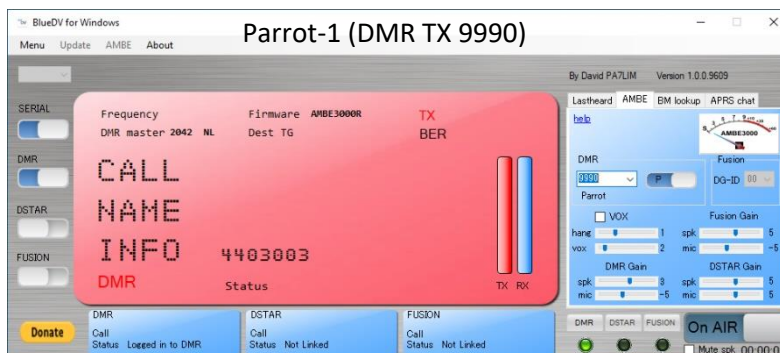 BlueDV for Windows
Parrot-1 (DMR TX 9990)
Menu Update AMBE About
By David PA7LIM Version 1.0.0.9609
SERIAL
DMR
DSTAR
FUSION
Frequency Firmware AMBE3000R TX
DMR master 2042 NL Dest TG BER
CALL
NAME
INFO 4403003
DMR Status TX RX
Lastheard AMBE BM lookup APRS chat
help
AMBE3000
DMR Fusion
9990 P DG-ID 00
Parrot
VOX Fusion Gain
hang 1 spk 5
vox 2 mic -5
DMR Gain DSTAR Gain
spk 3 spk 5
mic -5 mic 5
Donate
DMR
Call
Status Logged in to DMR
DSTAR
Call
Status Not Linked
FUSION
Call
Status Not Linked
DMR DSTAR FUSION On AIR
Mute spk 00:00:0